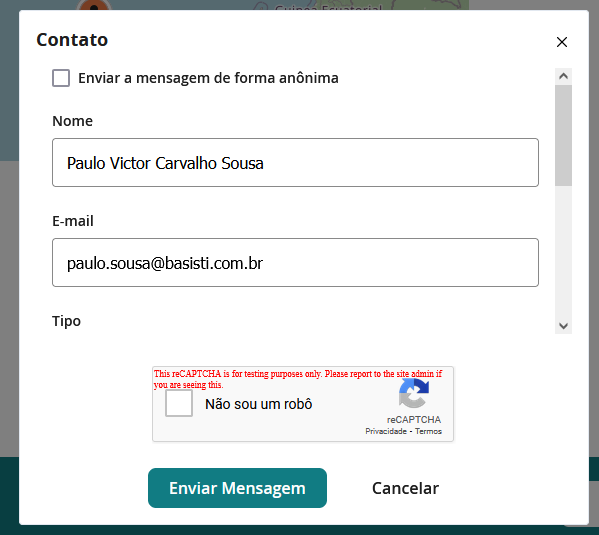 Guinea Ecuatorial
Contato
Enviar a mensagem de forma anônima
Nome
Paulo Victor Carvalho Sousa
E-mail
paulo.sousa@basisti.com.br
Tipo
This reCAPTCHA is for testing purposes only. Please report to the site admin if
you are seeing this.
Não sou um robô
reCAPTCHA
Privacidade - Termos
Enviar Mensagem
Cancelar